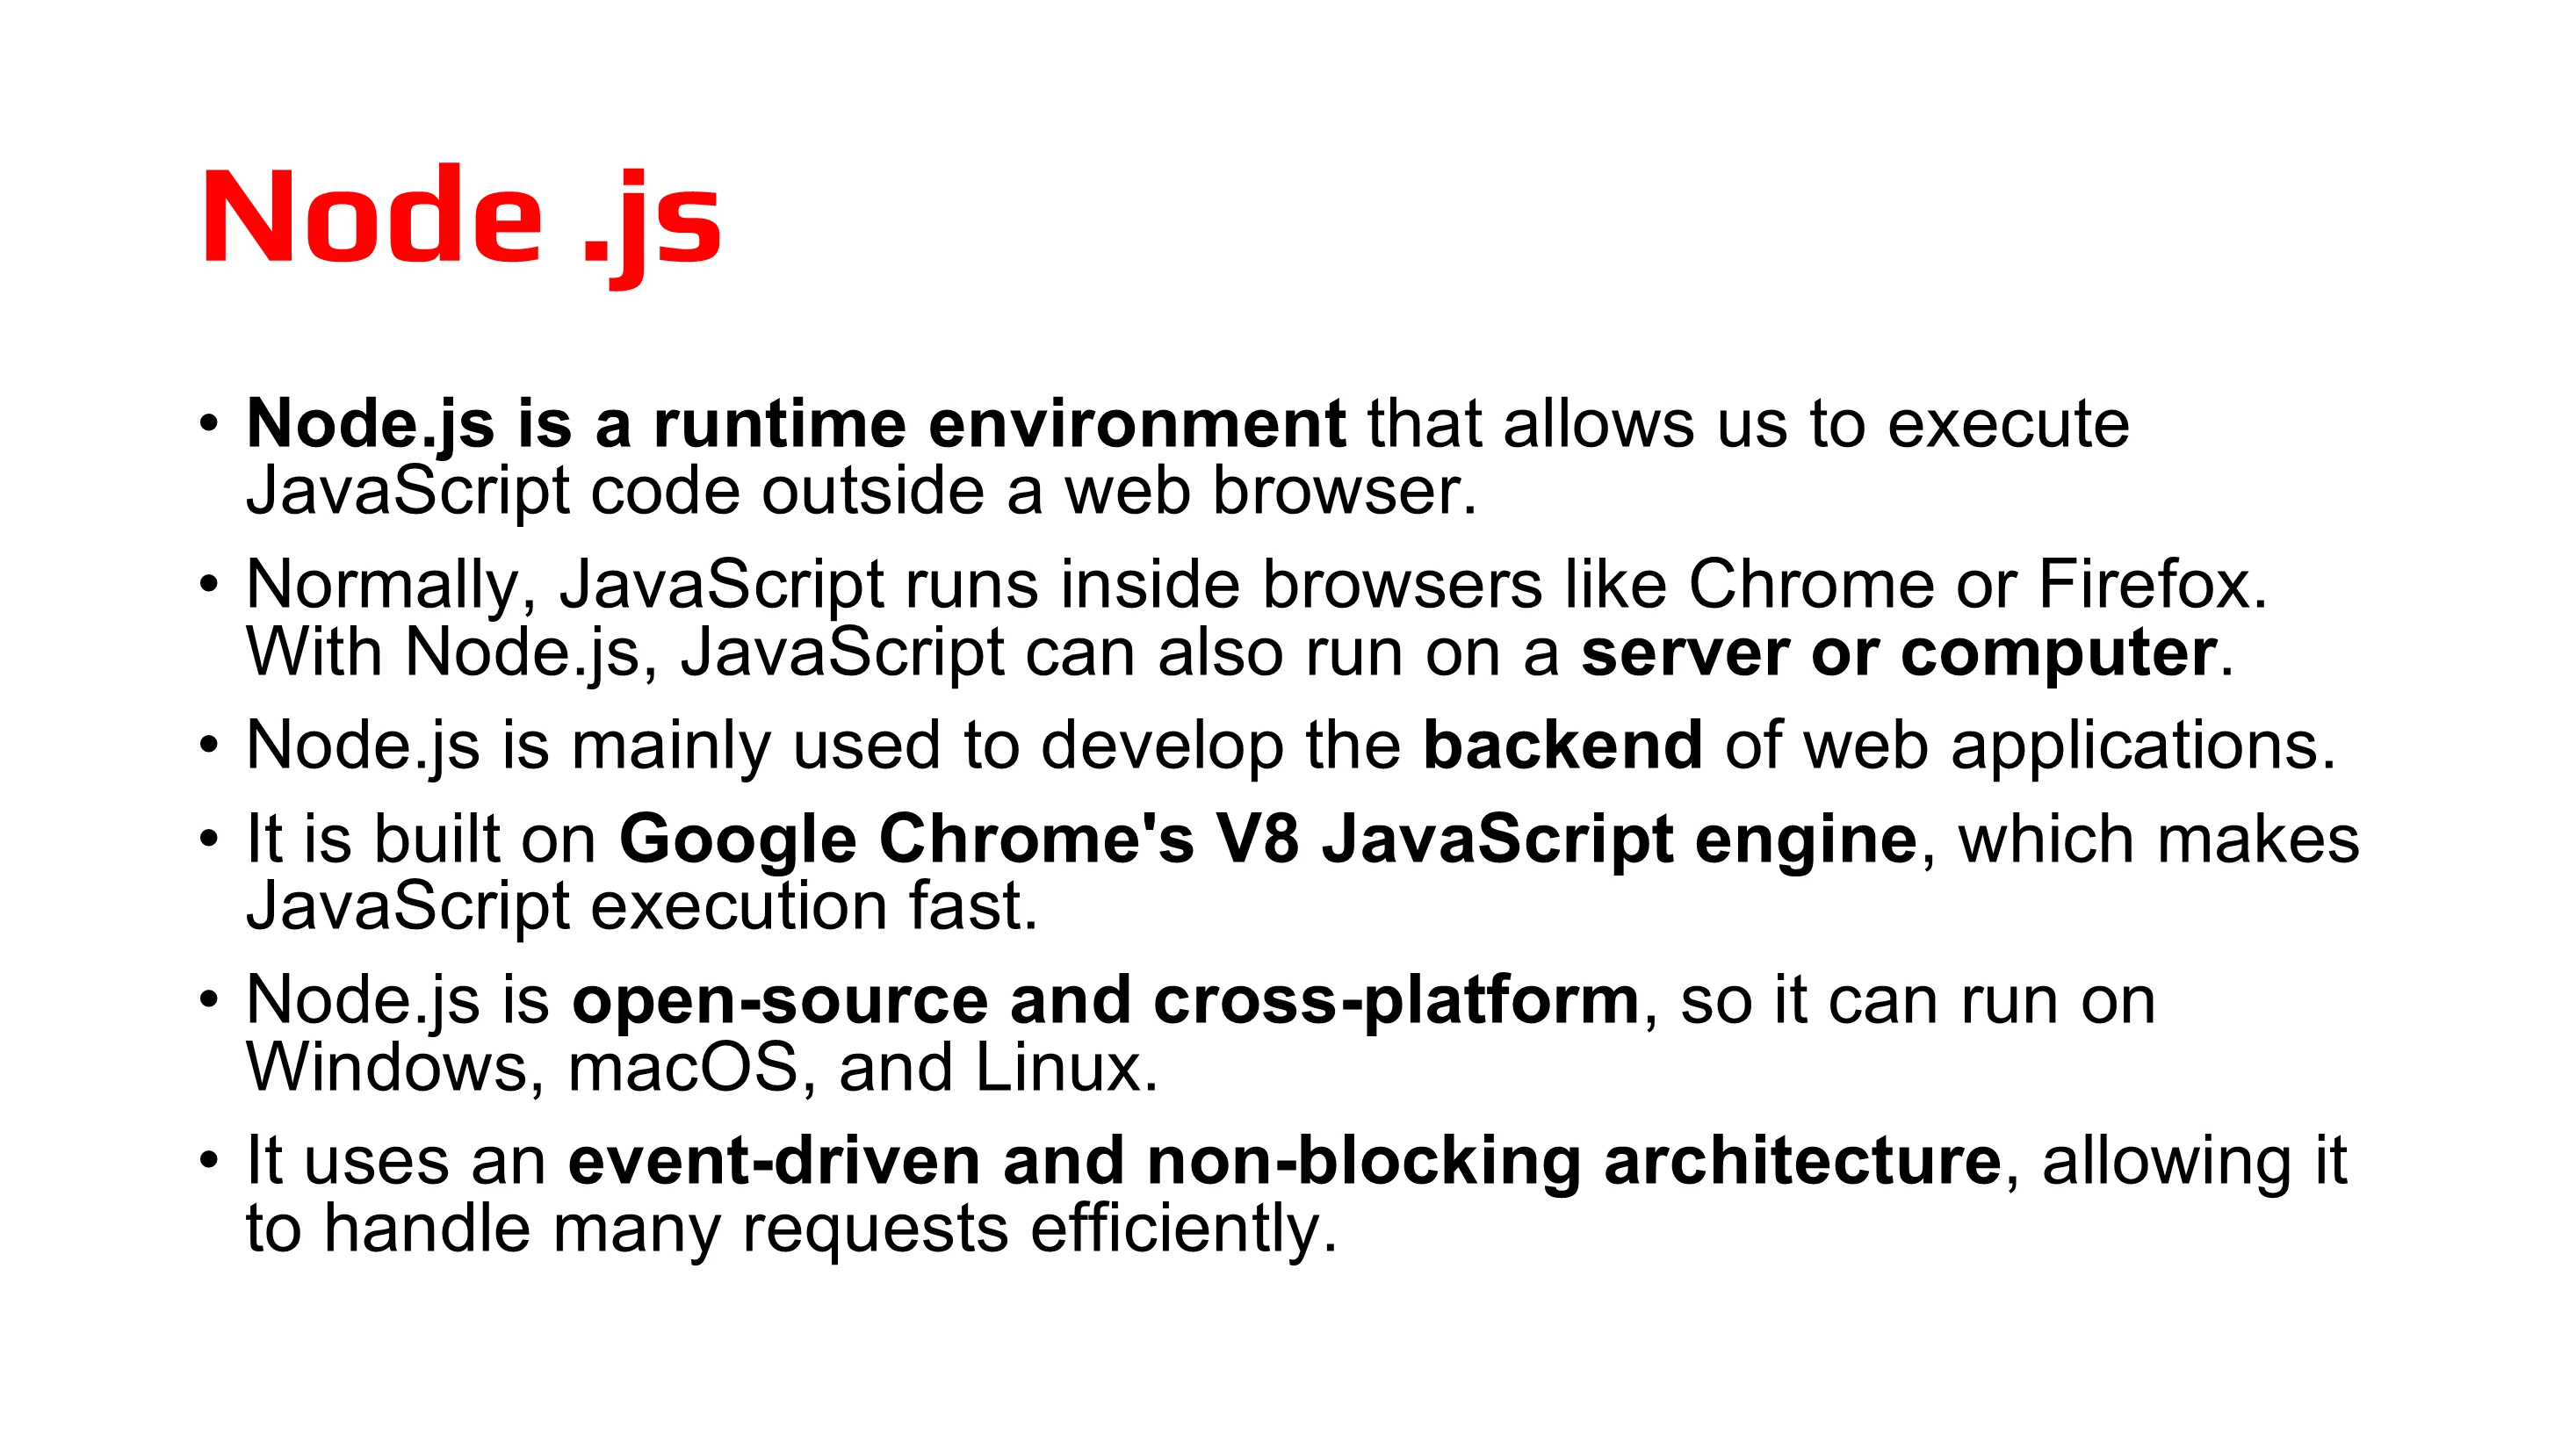 Node .js
• Node.js is a runtime environment that allows us to execute
JavaScript code outside a web browser.
• Normally, JavaScript runs inside browsers like Chrome or Firefox.
With Node.js, JavaScript can also run on a server or computer.
• Node.js is mainly used to develop the backend of web applications.
• It is built on Google Chrome's V8 JavaScript engine, which makes
JavaScript execution fast.
• Node.js is open-source and cross-platform, so it can run on
Windows, macOS, and Linux.
• It uses an event-driven and non-blocking architecture, allowing it
to handle many requests efficiently.